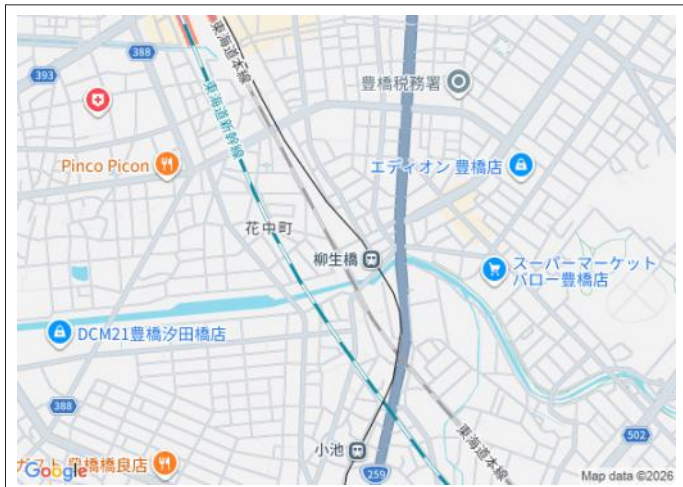 388
東海道本線
393
東海道新幹線
豊橋税務署
Pinco Picon
エディオン 豊橋店
花中町
柳生橋
スーパーマーケット
バロー豊橋店
DCM21豊橋汐田橋店
388
小池
東海道本線
502
ガスト 豊橋橋良店
Google
259
Map data ©2026